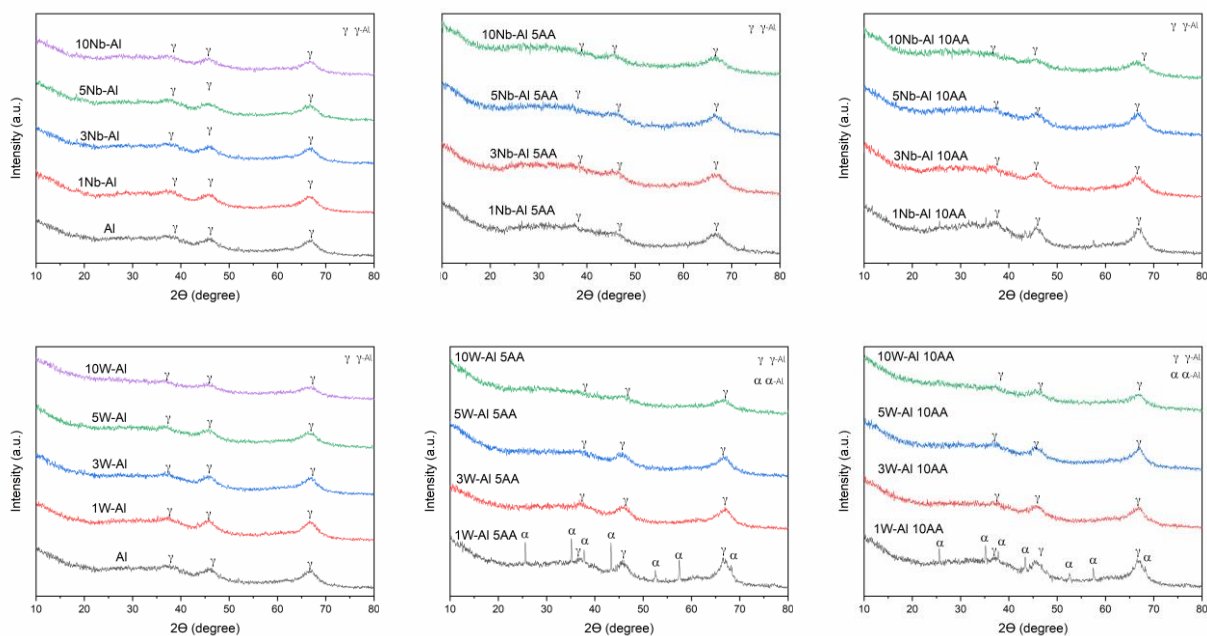 γ γ-Al
10Nb-Al
γ γ γ
5Nb-Al
γ γ γ
3Nb-Al
γ γ γ
1Nb-Al
γ γ γ
Al
γ γ γ
Intensity (a.u.)
10 20 30 40 50 60 70 80
2Θ (degree)
γ γ-Al
10Nb-Al 5AA
γ γ γ
5Nb-Al 5AA
γ γ γ
3Nb-Al 5AA
γ γ γ
1Nb-Al 5AA
γ γ γ
Intensity (a.u.)
10 20 30 40 50 60 70 80
2Θ (degree)
γ γ-Al
10Nb-Al 10AA
γ γ γ
5Nb-Al 10AA
γ γ γ
3Nb-Al 10AA
γ γ γ
1Nb-Al 10AA
γ γ γ
Intensity (a.u.)
10 20 30 40 50 60 70 80
2Θ (degree)
γ γ-Al
10W-Al
γ γ γ
5W-Al
γ γ γ
3W-Al
γ γ γ
1W-Al
γ γ γ
Al
γ γ γ
Intensity (a.u.)
10 20 30 40 50 60 70 80
2Θ (degree)
γ γ-Al
α α-Al
10W-Al 5AA
γ γ γ
5W-Al 5AA
γ γ γ
3W-Al 5AA
γ γ γ
1W-Al 5AA
α α γ α α γ α α γ α
Intensity (a.u.)
10 20 30 40 50 60 70 80
2Θ (degree)
γ γ-Al
α α-Al
10W-Al 10AA
γ γ γ
5W-Al 10AA
γ γ γ
3W-Al 10AA
γ γ γ
1W-Al 10AA
α α γ α α γ α α γ α
Intensity (a.u.)
10 20 30 40 50 60 70 80
2Θ (degree)